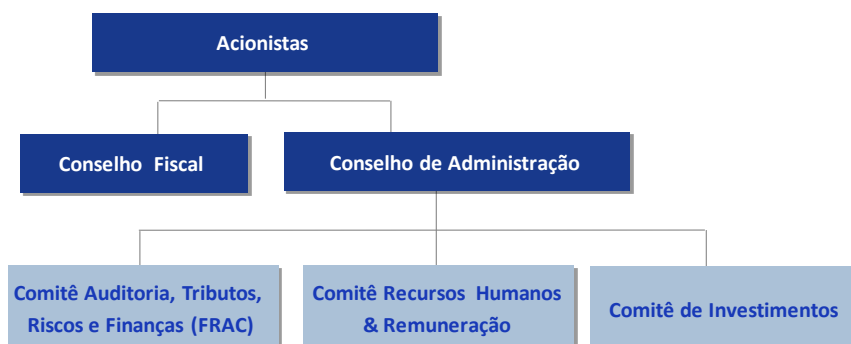 Acionistas
Conselho Fiscal
Conselho de Administração
Comitê Auditoria, Tributos,
Riscos e Finanças (FRAC)
Comitê Recursos Humanos
& Remuneração
Comitê de Investimentos